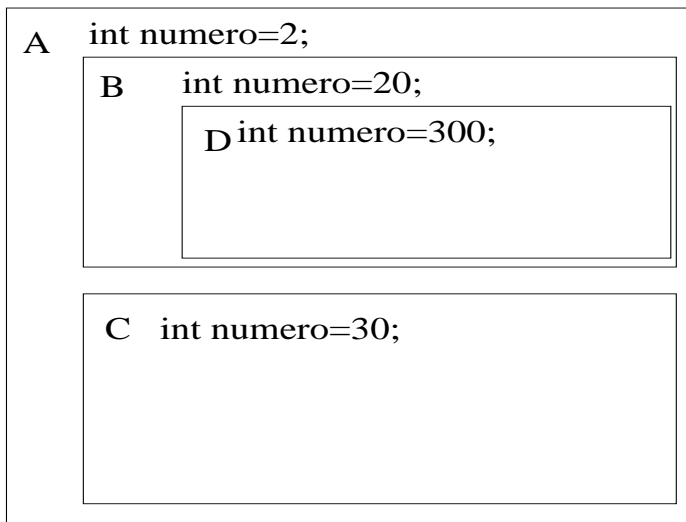 A int numero=2;
B int numero=20;
D int numero=300;
C int numero=30;